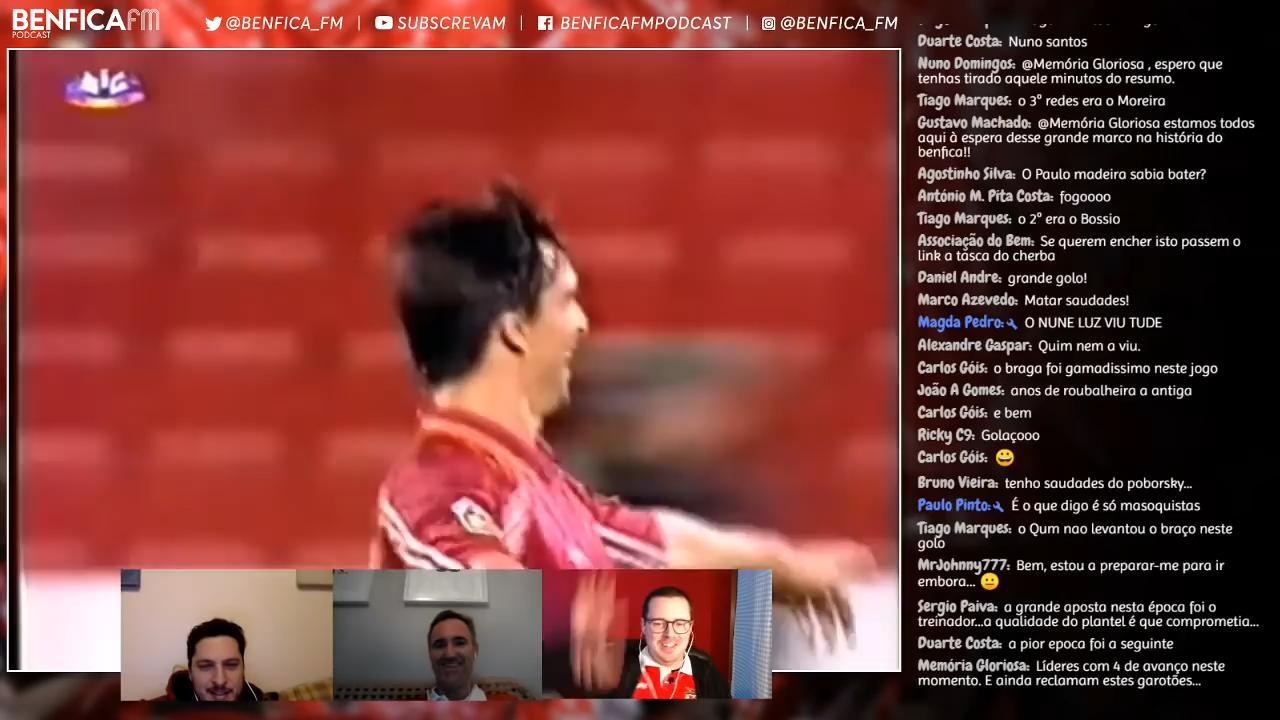 BENFICAFM
PODCAST
@BENFICA_FM | SUBSCREVAM | BENFICAFMPODCAST | @BENFICA_FM
SIC
Duarte Costa: Nuno santos
Nuno Domingos: @Memória Gloriosa , espero que
tenhas tirado aquele minutos do resumo.
Tiago Marques: o 3º redes era o Moreira
Gustavo Machado: @Memória Gloriosa estamos todos
aqui à espera desse grande marco na história do
benfica!!
Agostinho Silva: O Paulo madeira sabia bater?
António M. Pita Costa: fogoooo
Tiago Marques: o 2º era o Bossio
Associação do Bem: Se querem encher isto passem o
link a tasca do cherba
Daniel Andre: grande golo!
Marco Azevedo: Matar saudades!
Magda Pedro: O NUNE LUZ VIU TUDE
Alexandre Gaspar: Quim nem a viu.
Carlos Góis: o braga foi gamadissimo neste jogo
João A Gomes: anos de roubalheira a antiga
Carlos Góis: e bem
Ricky C9: Golaçooo
Carlos Góis: 😀
Bruno Vieira: tenho saudades do poborsky...
Paulo Pinto: É o que digo é só masoquistas
Tiago Marques: o Qum nao levantou o braço neste
golo
MrJohnny777: Bem, estou a preparar-me para ir
embora... 😐
Sergio Paiva: a grande aposta nesta época foi o
treinador...a qualidade do plantel é que comprometia...
Duarte Costa: a pior epoca foi a seguinte
Memória Gloriosa: Líderes com 4 de avanço neste
momento. E ainda reclamam estes garotões...